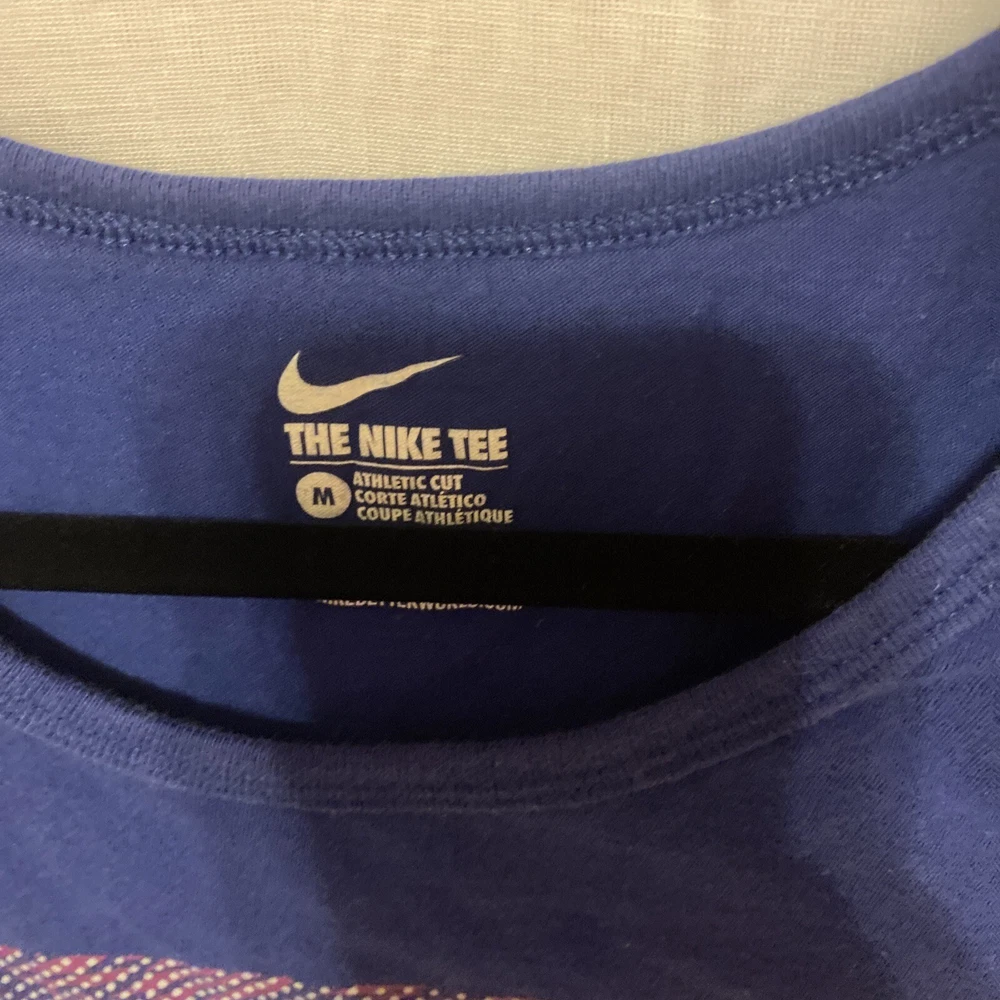 THE NIKE TEE
M
ATHLETIC CUT
CORTE ATLÉTICO
COUPE ATHLÉTIQUE